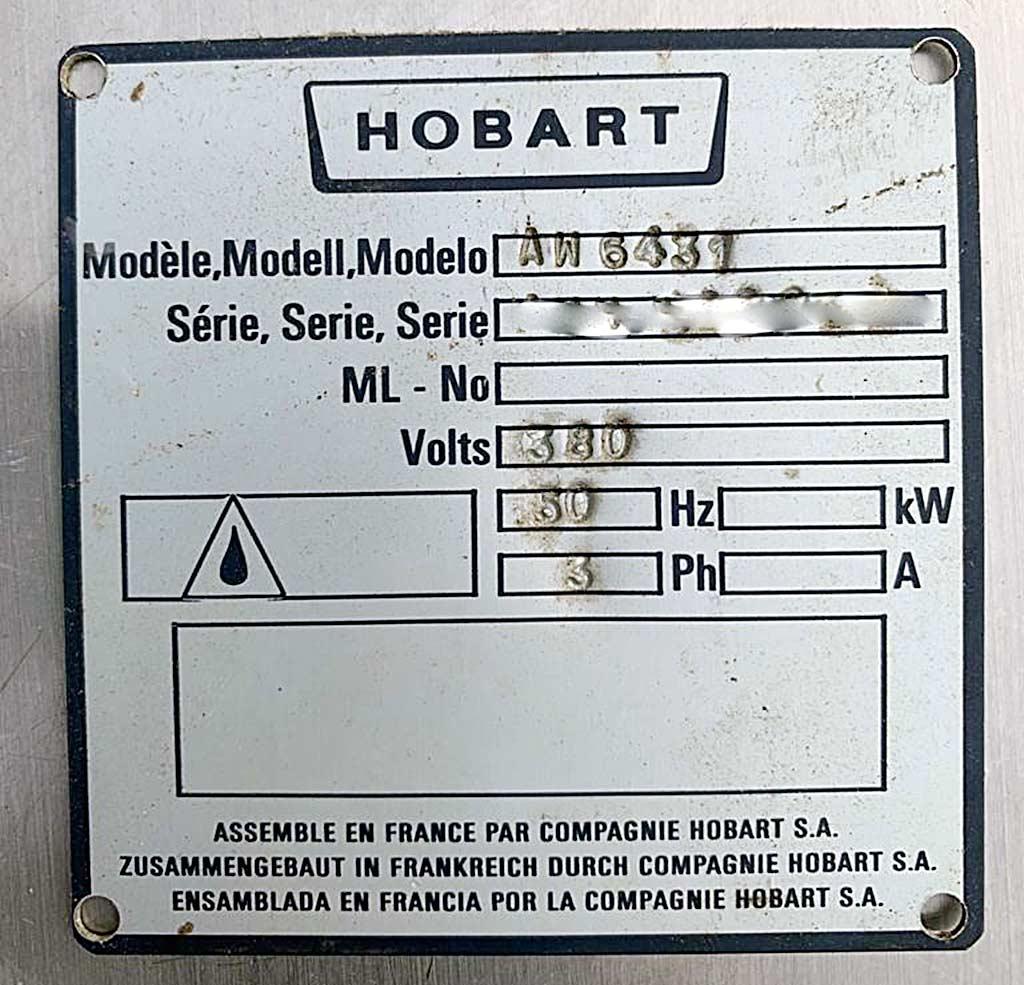 HOBART
Modèle, Modell, Modelo AW 6431
Série, Serie, Serie
ML - No
Volts 380
50 Hz kW
3 Ph A
ASSEMBLE EN FRANCE PAR COMPAGNIE HOBART S.A.
ZUSAMMENGEBAUT IN FRANKREICH DURCH COMPAGNIE HOBART S.A.
ENSAMBLADA EN FRANCIA POR LA COMPAGNIE HOBART S.A.